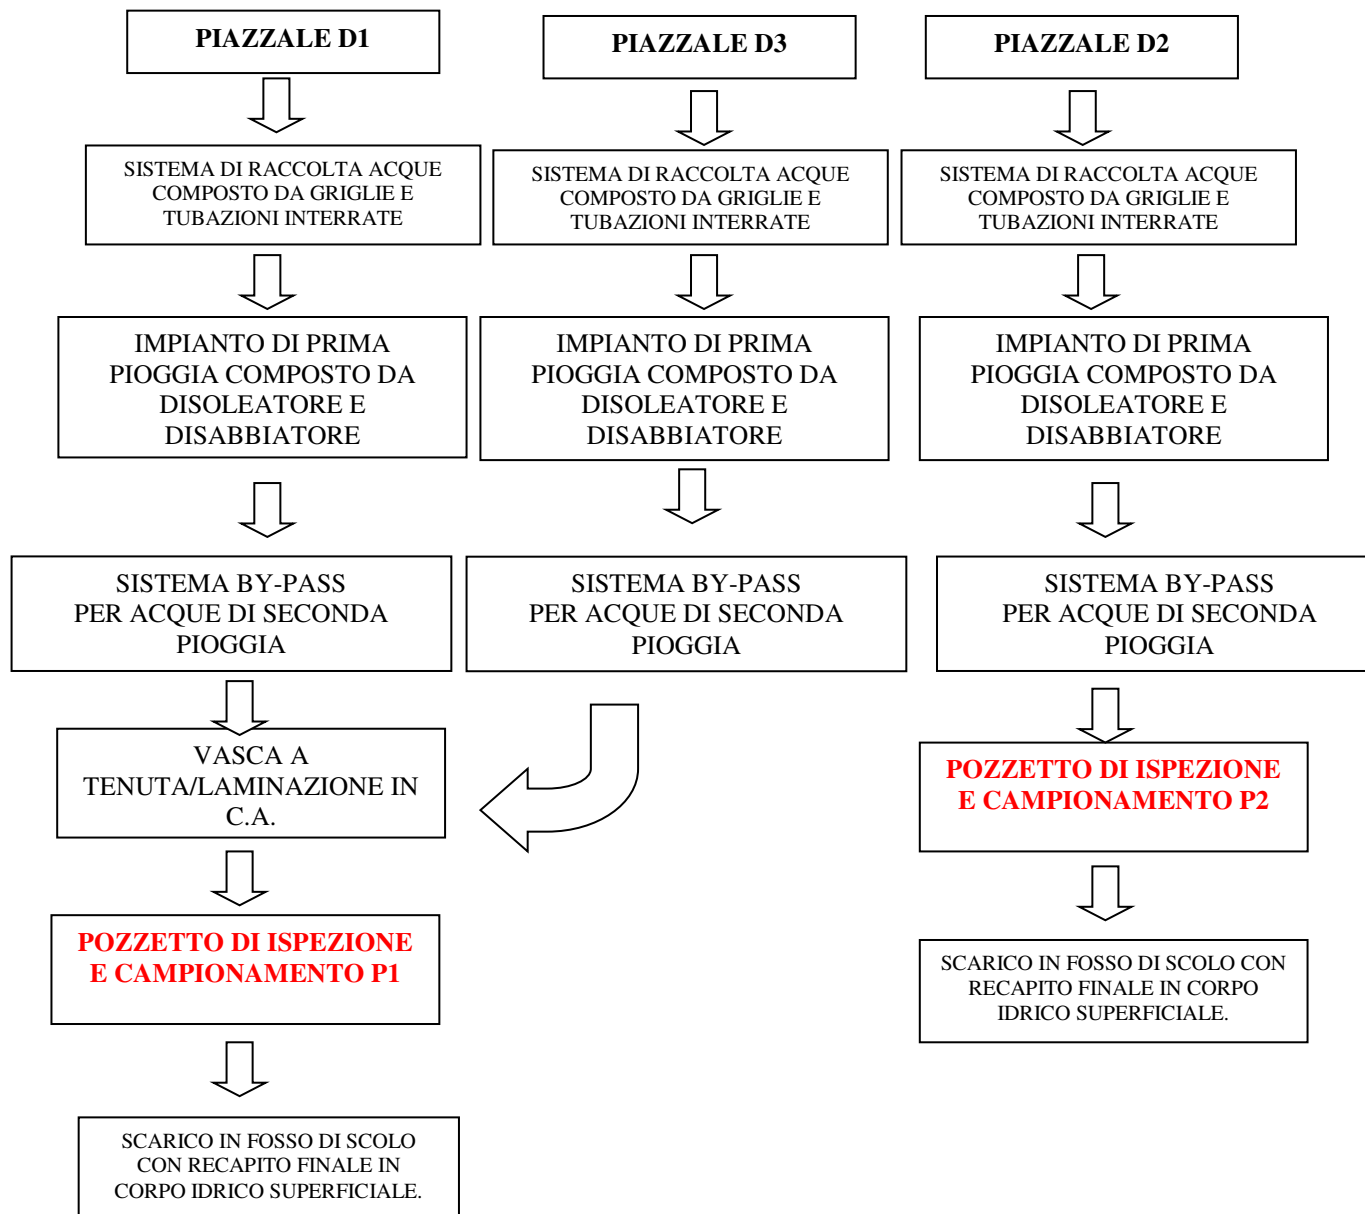 PIAZZALE D1
PIAZZALE D3
PIAZZALE D2
SISTEMA DI RACCOLTA ACQUE
COMPOSTO DA GRIGLIE E
TUBAZIONI INTERRATE
SISTEMA DI RACCOLTA ACQUE
COMPOSTO DA GRIGLIE E
TUBAZIONI INTERRATE
SISTEMA DI RACCOLTA ACQUE
COMPOSTO DA GRIGLIE E
TUBAZIONI INTERRATE
IMPIANTO DI PRIMA
PIOGGIA COMPOSTO DA
DISOLEATORE E
DISABBIATORE
IMPIANTO DI PRIMA
PIOGGIA COMPOSTO DA
DISOLEATORE E
DISABBIATORE
IMPIANTO DI PRIMA
PIOGGIA COMPOSTO DA
DISOLEATORE E
DISABBIATORE
SISTEMA BY-PASS
PER ACQUE DI SECONDA
PIOGGIA
SISTEMA BY-PASS
PER ACQUE DI SECONDA
PIOGGIA
SISTEMA BY-PASS
PER ACQUE DI SECONDA
PIOGGIA
VASCA A
TENUTA/LAMINAZIONE IN
C.A.
POZZETTO DI ISPEZIONE
E CAMPIONAMENTO P2
POZZETTO DI ISPEZIONE
E CAMPIONAMENTO P1
SCARICO IN FOSSO DI SCOLO CON
RECAPITO FINALE IN CORPO
IDRICO SUPERFICIALE.
SCARICO IN FOSSO DI SCOLO
CON RECAPITO FINALE IN
CORPO IDRICO SUPERFICIALE.